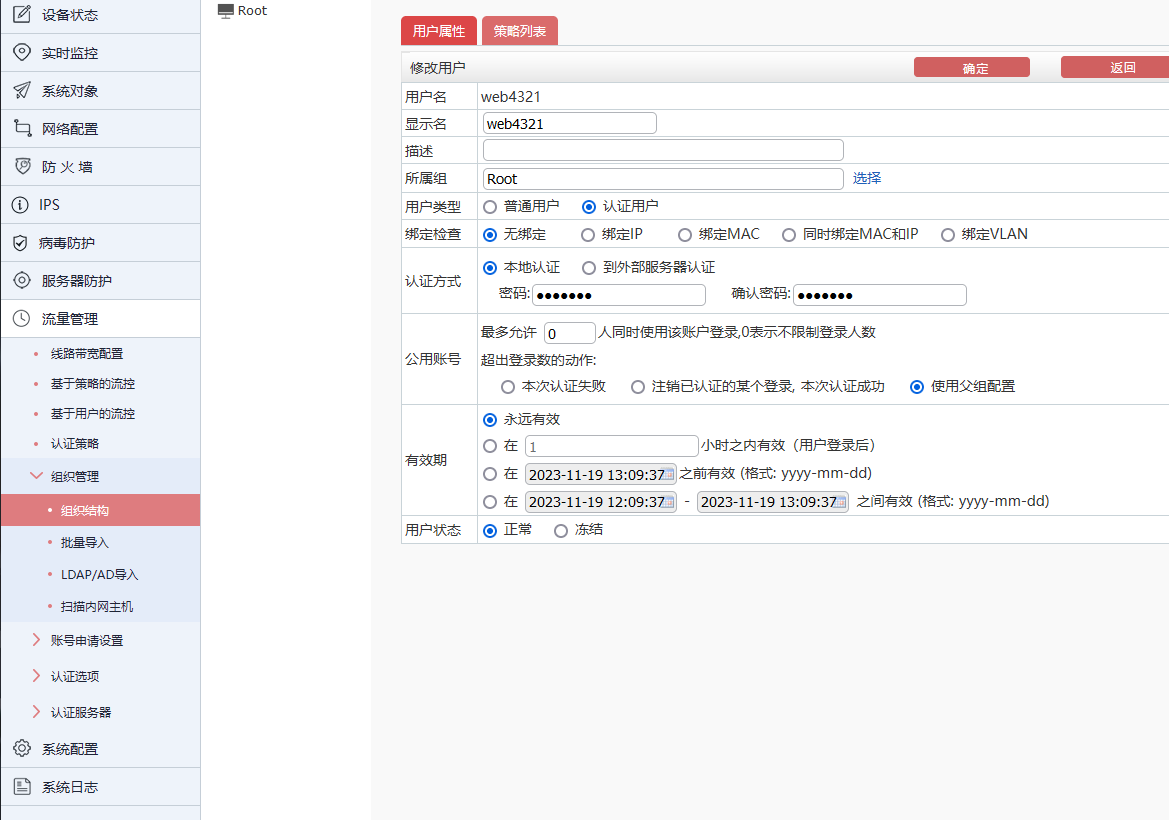 设备状态
实时监控
系统对象
网络配置
防 火 墙
IPS
病毒防护
服务器防护
流量管理
线路带宽配置
基于策略的流控
基于用户的流控
认证策略
组织管理
组织结构
批量导入
LDAP/AD导入
扫描内网主机
账号申请设置
认证选项
认证服务器
系统配置
系统日志
Root
用户属性 策略列表
修改用户 确定 返回
用户名 web4321
显示名 web4321
描述
所属组 Root 选择
用户类型 普通用户 认证用户
绑定检查 无绑定 绑定IP 绑定MAC 同时绑定MAC和IP 绑定VLAN
认证方式 本地认证 到外部服务器认证
密码: ●●●●●●● 确认密码: ●●●●●●●
公用账号 最多允许 0 人同时使用该账户登录,0表示不限制登录人数
超出登录数的动作:
本次认证失败 注销已认证的某个登录, 本次认证成功 使用父组配置
有效期 永远有效
在 1 小时之内有效（用户登录后）
在 2023-11-19 13:09:37 之前有效 (格式: yyyy-mm-dd)
在 2023-11-19 12:09:37 - 2023-11-19 13:09:37 之间有效 (格式: yyyy-mm-dd)
用户状态 正常 冻结